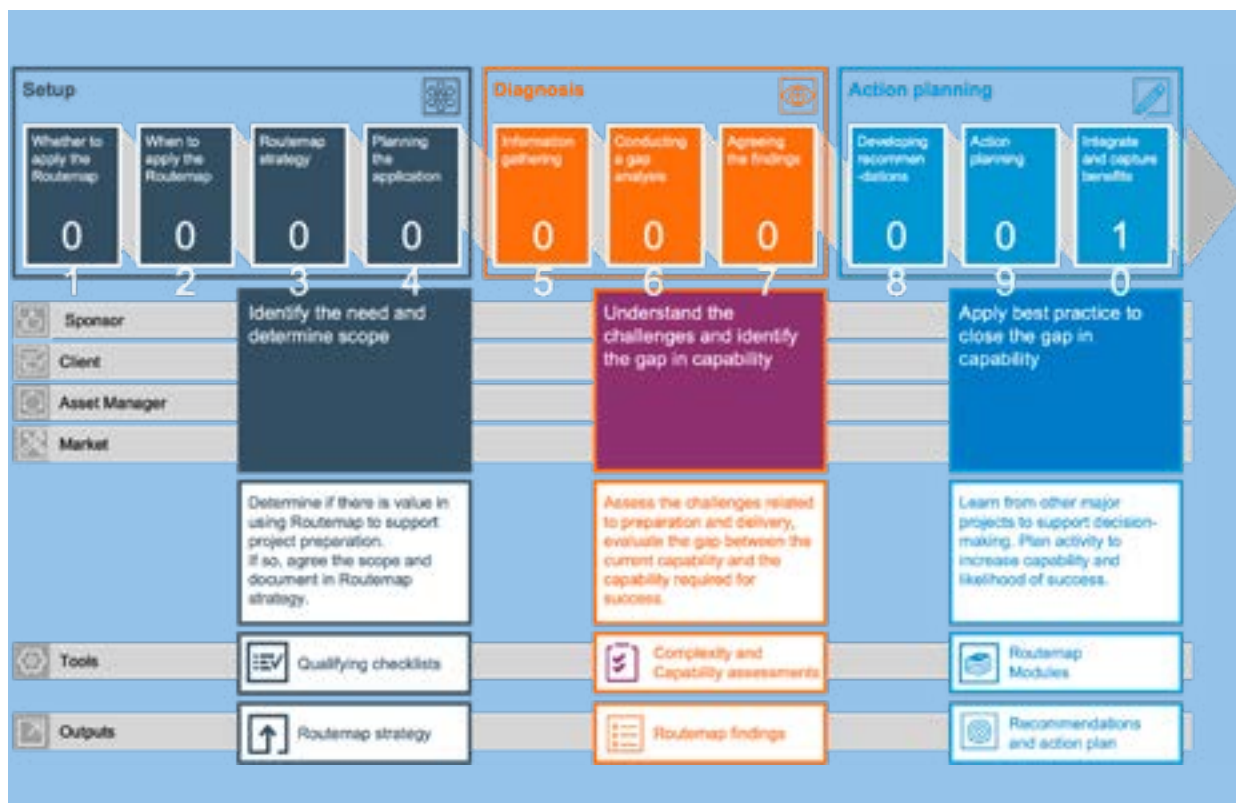 Setup
Diagnosis
Action planning
Whether to
apply the
Routemap
0
1
When to
apply the
Routemap
0
2
Routemap
strategy
0
3
Planning
the
application
0
4
Information
gathering
0
5
Conducting
a gap
analysis
0
6
Agreeing
the findings
0
7
Developing
recommen
-dations
0
8
Action
planning
0
9
Integrate
and capture
benefits
1
0
Sponsor
Client
Asset Manager
Market
Identify the need and
determine scope
Understand the
challenges and identify
the gap in capability
Apply best practice to
close the gap in
capability
Determine if there is value in
using Routemap to support
project preparation.
If so, agree the scope and
document in Routemap
strategy.
Assess the challenges related
to preparation and delivery,
evaluate the gap between the
current capability and the
capability required for
success.
Learn from other major
projects to support decision-
making. Plan activity to
increase capability and
likelihood of success.
Tools
Qualifying checklists
Complexity and
Capability assessments
Routemap
Modules
Outputs
Routemap strategy
Routemap findings
Recommendations
and action plan